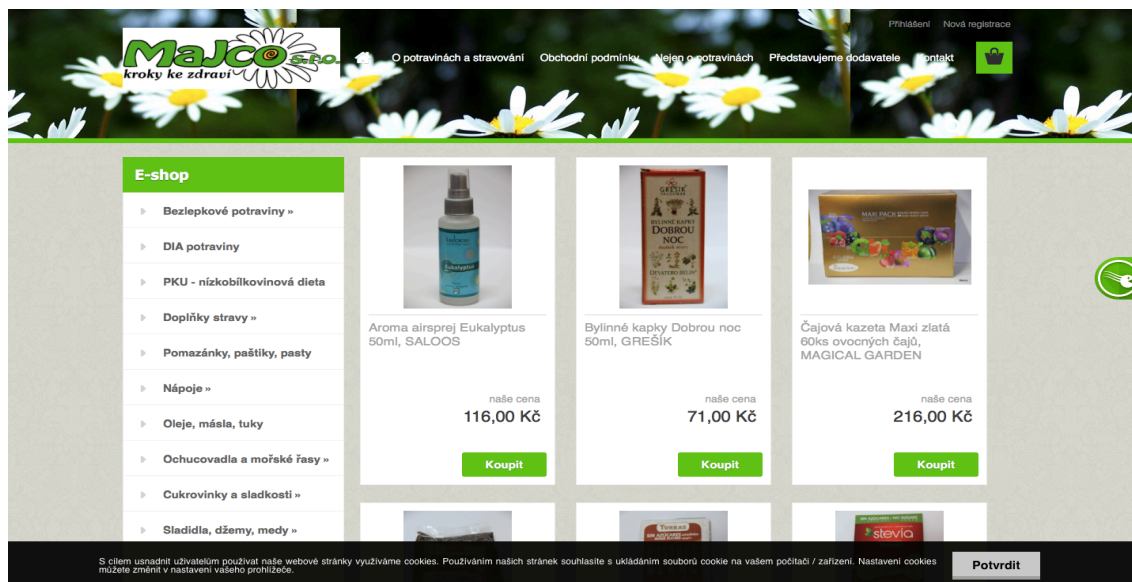 Přihlášení Nová registrace
MaJCo s.r.o.
kroky ke zdraví
O potravinách a stravování Obchodní podmínky Nejen o potravinách Představujeme dodavatele Kontakt
E-shop
Bezlepkové potraviny »
DIA potraviny
PKU - nízkobílkovinová dieta
Doplňky stravy »
Pomazánky, paštiky, pasty
Nápoje »
Oleje, másla, tuky
Ochucovadla a mořské řasy »
Cukrovinky a sladkosti »
Sladidla, džemy, medy »
Eukalyptus
Aroma airsprej Eukalyptus
50ml, SALOOS
naše cena
116,00 Kč
Koupit
GREŠÍK
BYLINNÉ KAPKY
DOBROU
NOC
DEVATERO BYLIN
Bylinné kapky Dobrou noc
50ml, GREŠÍK
naše cena
71,00 Kč
Koupit
MAXI PACK
Čajová kazeta Maxi zlatá
60ks ovocných čajů,
MAGICAL GARDEN
naše cena
216,00 Kč
Koupit
TORRAS
stevia
S cílem usnadnit uživatelům používat naše webové stránky využíváme cookies. Používáním našich stránek souhlasíte s ukládáním souborů cookie na vašem počítači / zařízení. Nastavení cookies
můžete změnit v nastavení vašeho prohlížeče.
Potvrdit